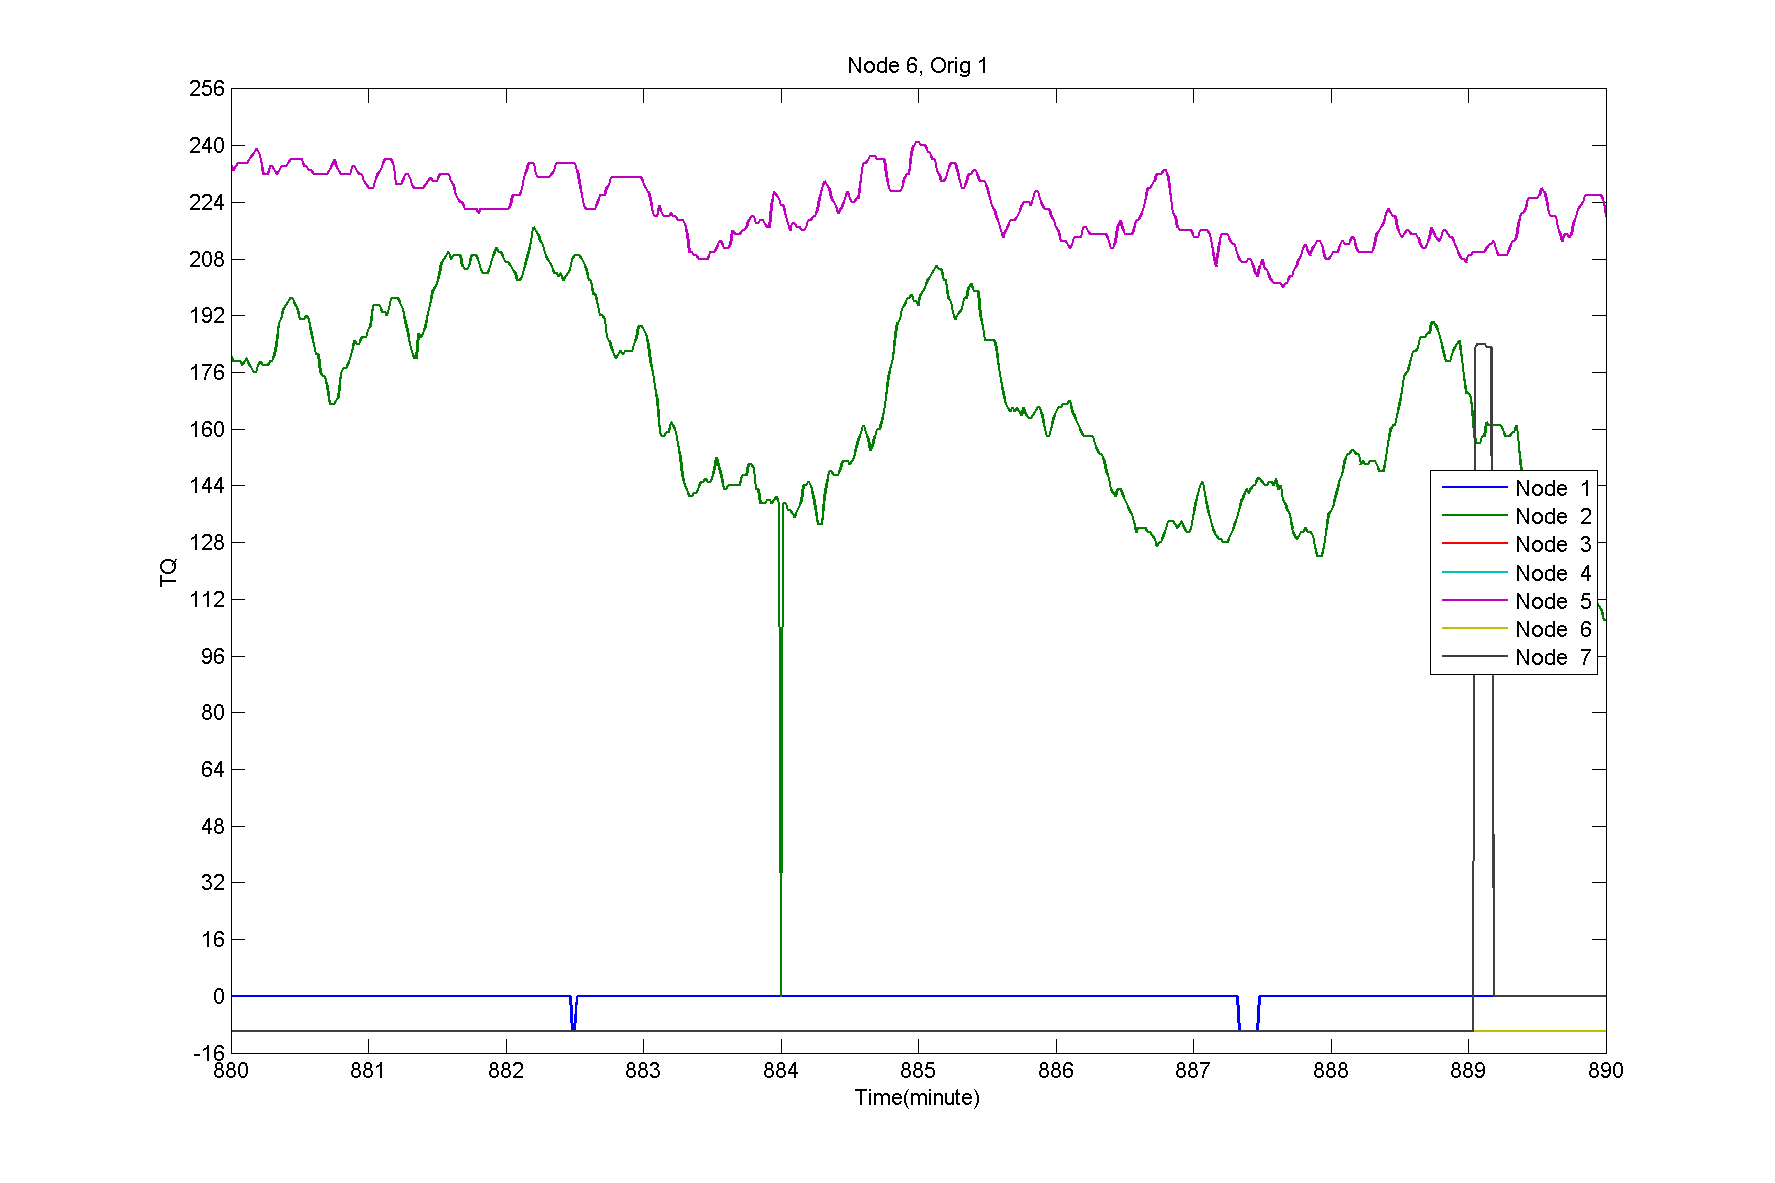 Node 6, Orig 1
256
240
224
208
192
176
160
144
128
112
96
80
64
48
32
16
0
-16
TQ
Node 1
Node 2
Node 3
Node 4
Node 5
Node 6
Node 7
880 881 882 883 884 885 886 887 888 889 890
Time(minute)